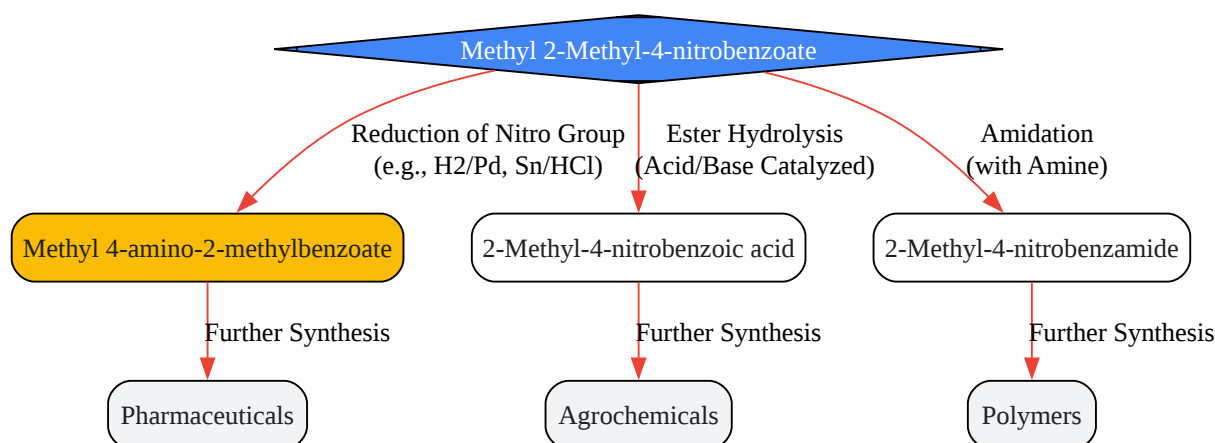 Methyl 2-Methyl-4-nitrobenzoate
Reduction of Nitro Group
(e.g., H2/Pd, Sn/HCl)
Ester Hydrolysis
(Acid/Base Catalyzed)
Amidation
(with Amine)
Methyl 4-amino-2-methylbenzoate
2-Methyl-4-nitrobenzoic acid
2-Methyl-4-nitrobenzamide
Further Synthesis
Further Synthesis
Further Synthesis
Pharmaceuticals
Agrochemicals
Polymers